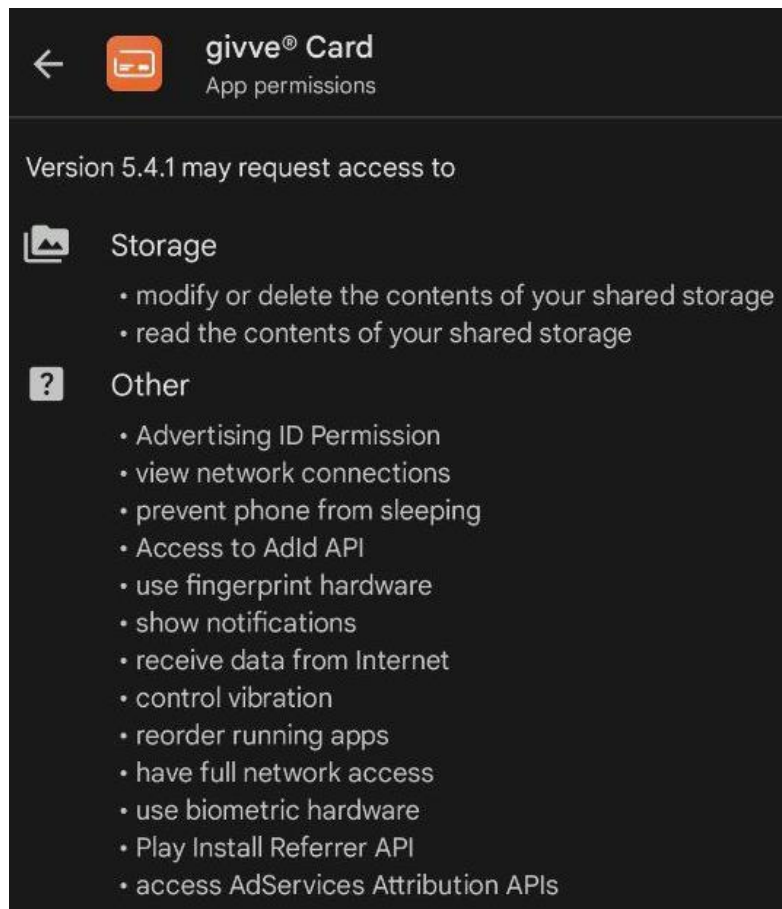 givve® Card
App permissions
Version 5.4.1 may request access to
Storage
• modify or delete the contents of your shared storage
• read the contents of your shared storage
?
Other
• Advertising ID Permission
• view network connections
• prevent phone from sleeping
• Access to AdId API
• use fingerprint hardware
• show notifications
• receive data from Internet
• control vibration
• reorder running apps
• have full network access
• use biometric hardware
• Play Install Referrer API
• access AdServices Attribution APIs